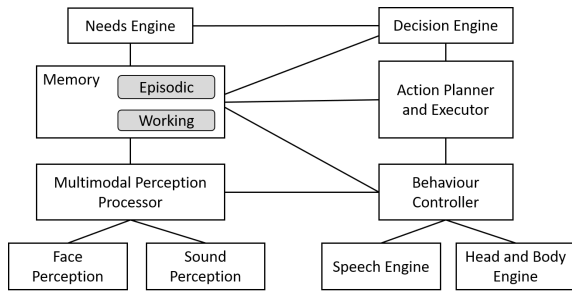 Needs Engine
Decision Engine
Memory
Episodic
Working
Action Planner
and Executor
Multimodal Perception
Processor
Behaviour
Controller
Face
Perception
Sound
Perception
Speech Engine
Head and Body
Engine